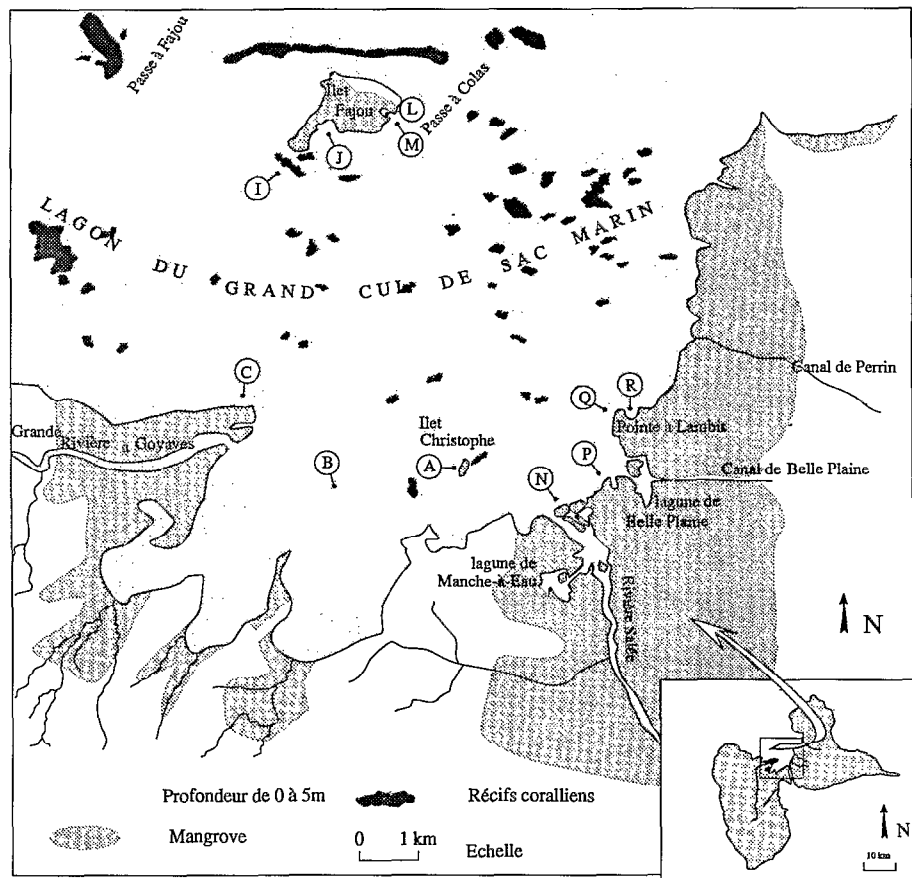 Passe à Fajou
Ilet
Fajou
Passe à Colas
L
M
J
I
LAGON DU GRAND CUL DE SAC MARIN
Canal de Perrin
C
Q
R
Pointe à Lambis
Grande
Rivière à Goyaves
Ilet
Christophe
A
B
P
N
Canal de Belle Plaine
lagune de
Belle Plaine
lagune de
Manche-à-Eau
Rivière Salée
N
Profondeur de 0 à 5m
Récifs coralliens
Mangrove
0 1 km
Echelle
N
10 km